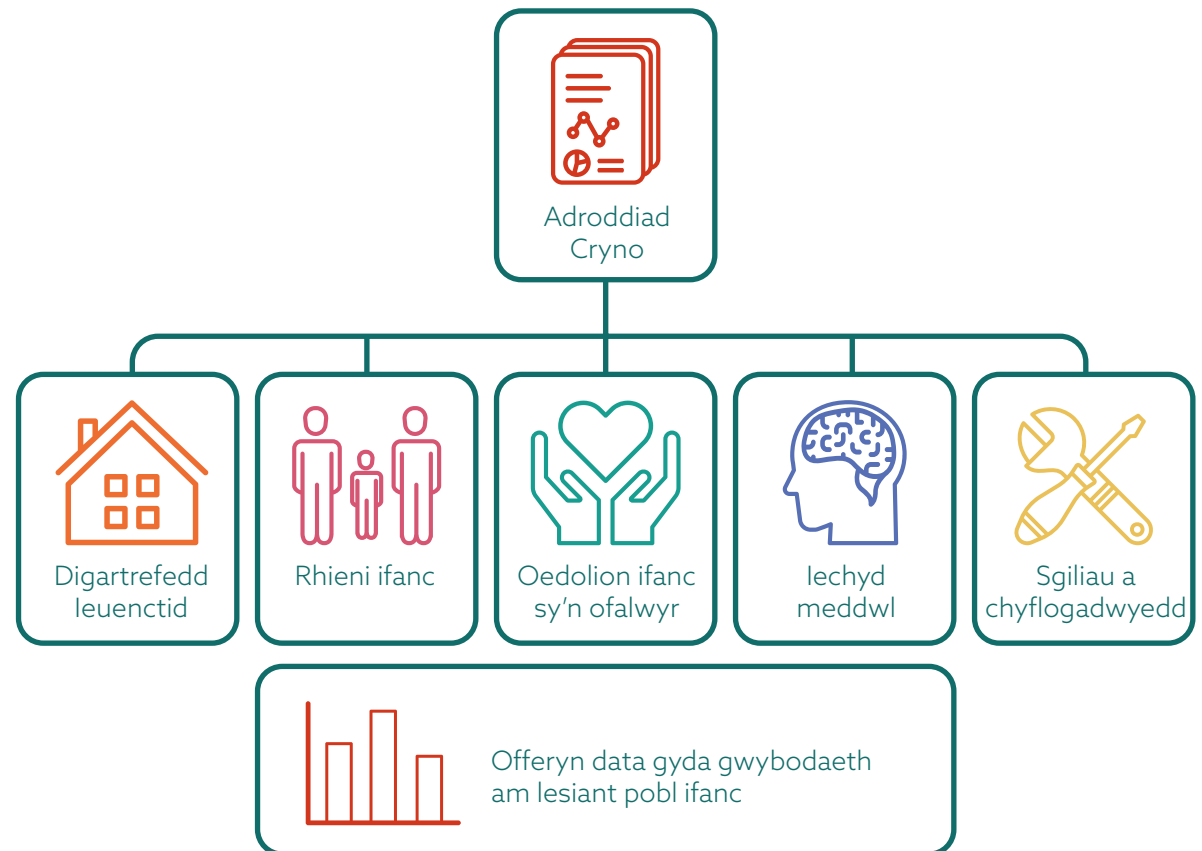 Adroddiad
Cryno
Digartrefedd
Ieuenctid
Rhieni ifanc
Oedolion ifanc
sy'n ofalwyr
Iechyd
meddwl
Sgiliau a
chyflogadwyedd
Offeryn data gyda gwybodaeth
am lesiant pobl ifanc